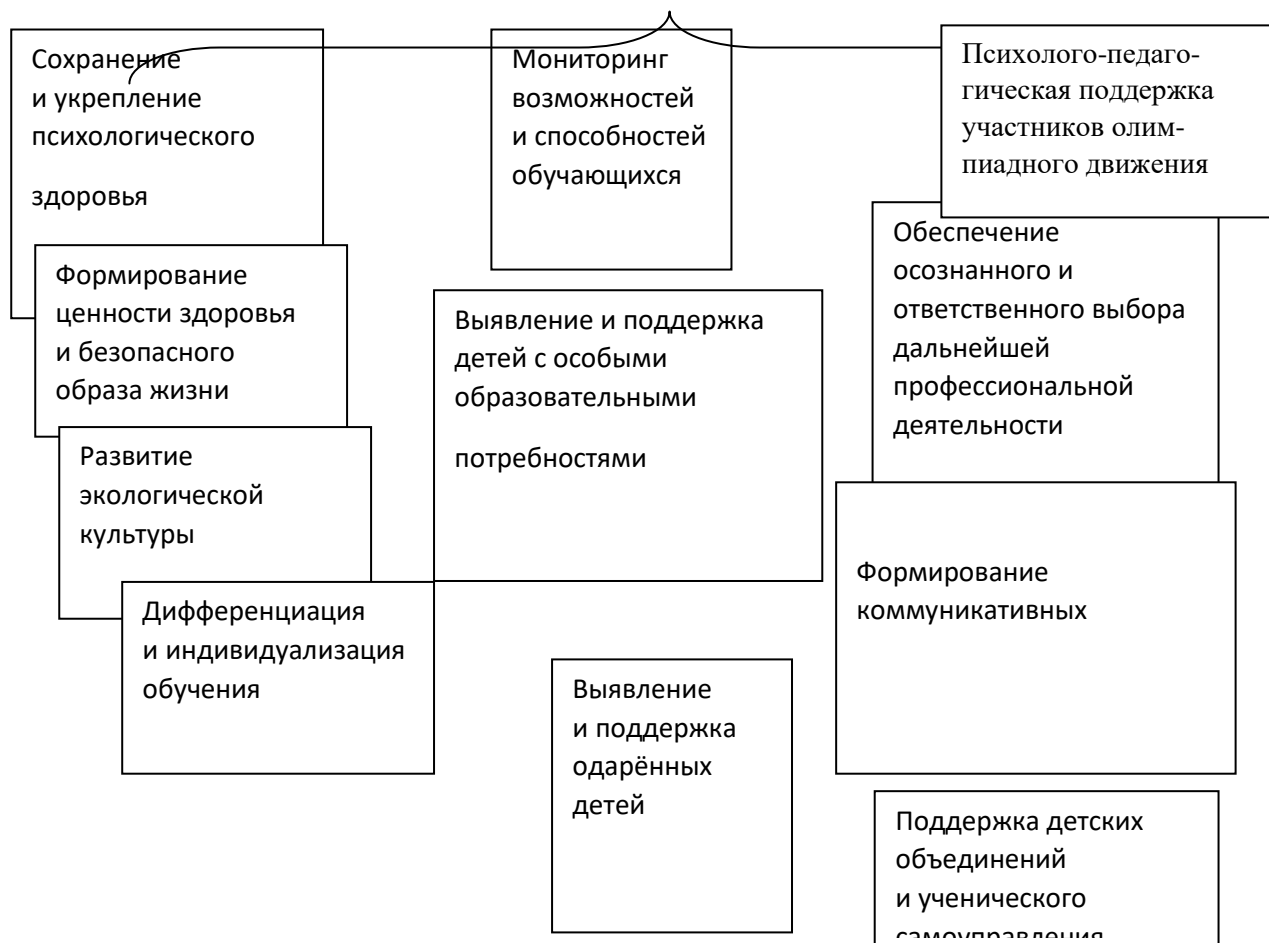 Сохранение
и укрепление
психологического
здоровья
Мониторинг
возможностей
и способностей
обучающихся
Психолого-педаго-
гическая поддержка
участников олим-
пиадного движения
Формирование
ценности здоровья
и безопасного
образа жизни
Выявление и поддержка
детей с особыми
образовательными
потребностями
Обеспечение
осознанного и
ответственного выбора
дальнейшей
профессиональной
деятельности
Развитие
экологической
культуры
Формирование
коммуникативных
Дифференциация
и индивидуализация
обучения
Выявление
и поддержка
одарённых
детей
Поддержка детских
объединений
и ученического
самоуправления